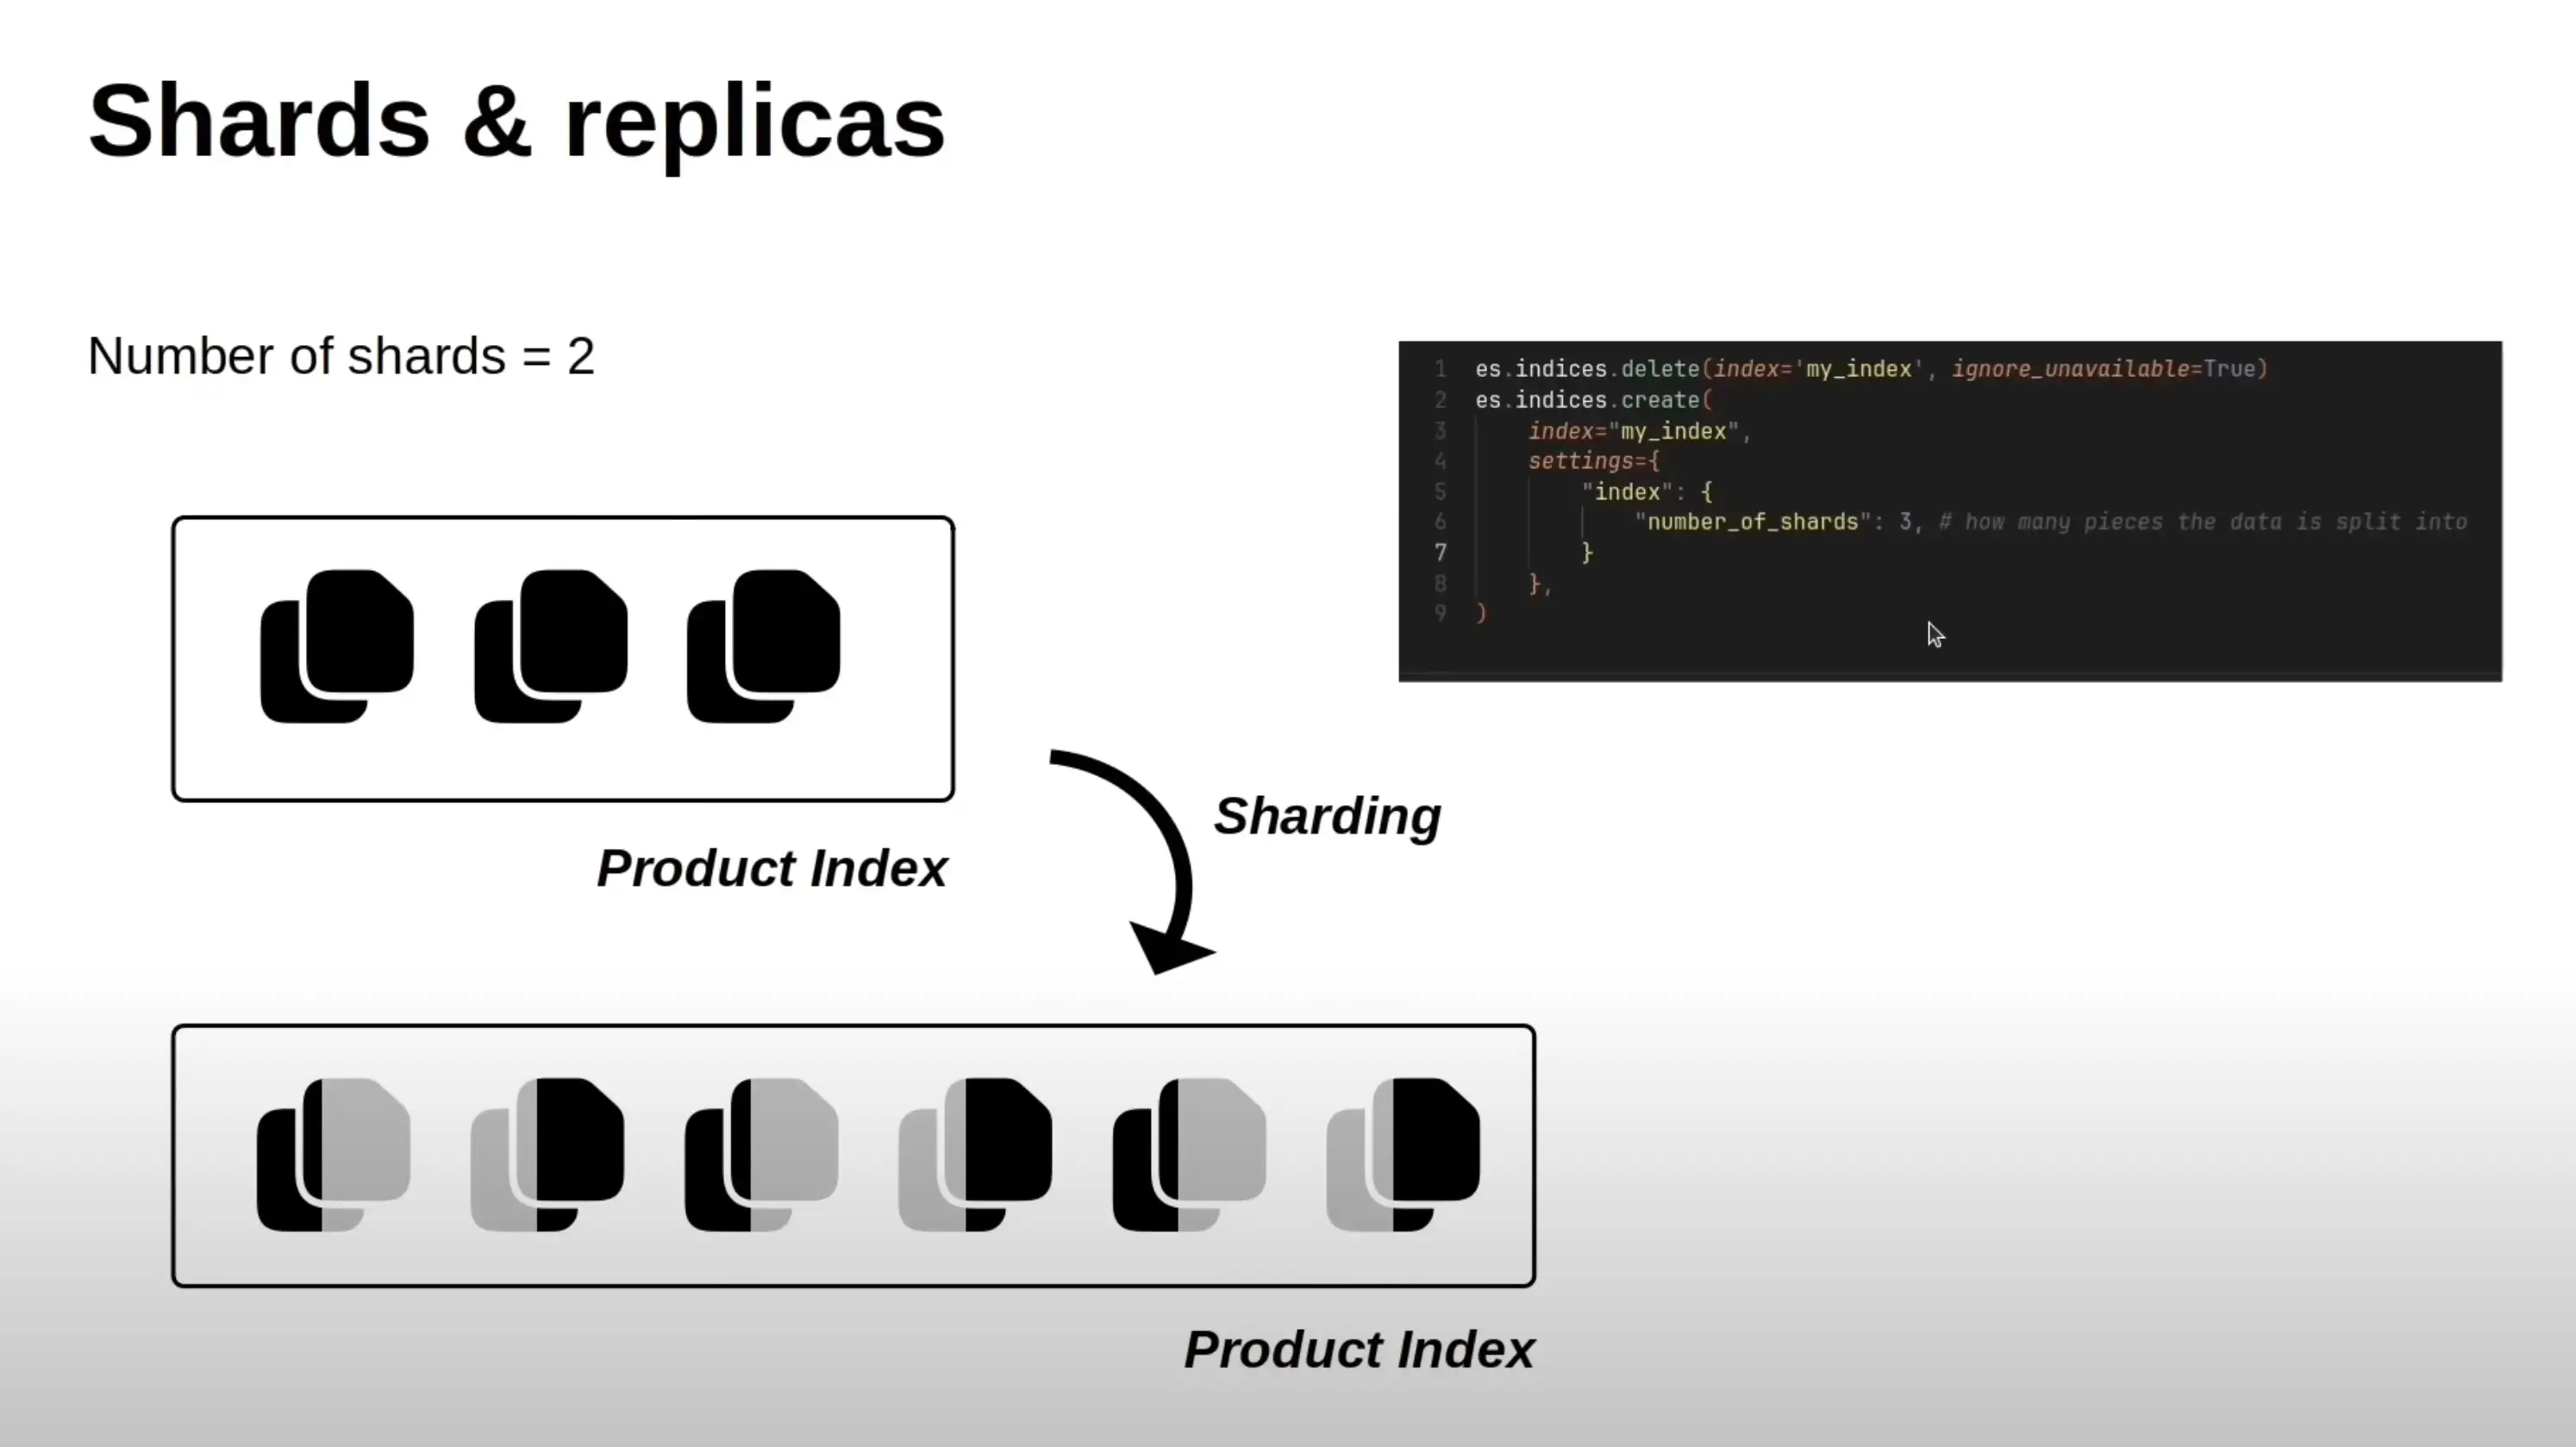 Shards & replicas
Number of shards = 2
1 es.indices.delete(index='my_index', ignore_unavailable=True)
2 es.indices.create(
3     index="my_index",
4     settings={
5         "index": {
6             "number_of_shards": 3, # how many pieces the data is split into
7         }
8     },
9 )
Sharding
Product Index
Product Index